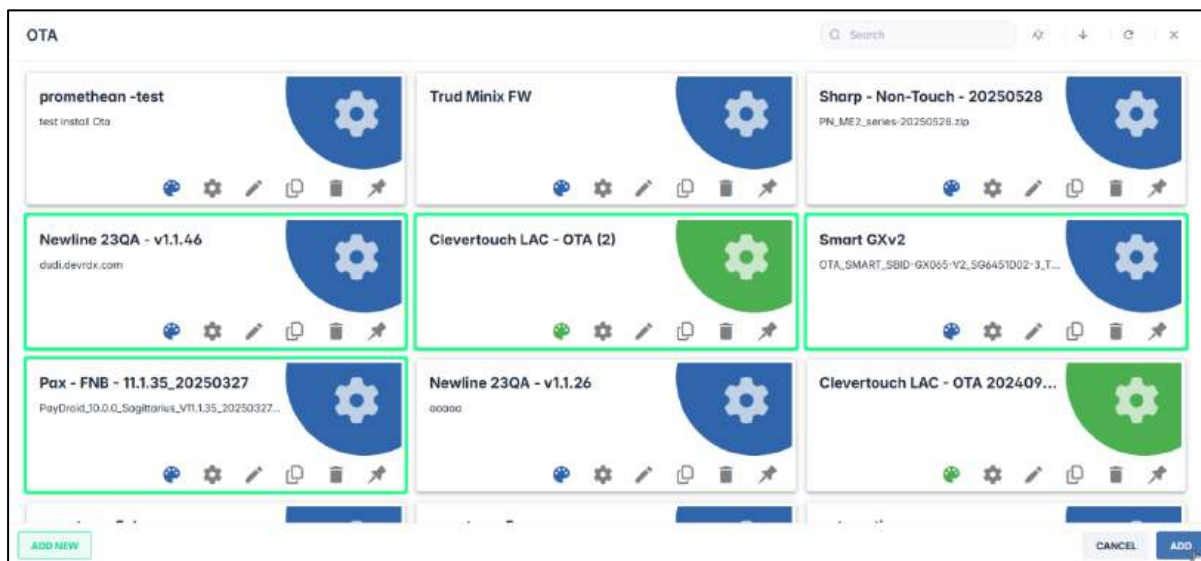 OTA
Search
promethean -test
test install Ota
Trud Minix FW
Sharp - Non-Touch - 20250528
PN_ME2_series-20250528.zip
Newline 23QA - v1.1.46
dudi.devrdx.com
Clevertouch LAC - OTA (2)
Smart GXv2
OTA_SMART_SBID-GX065-V2_SG6451D02-3_T...
Pax - FNB - 11.1.35_20250327
PayDroid_10.0.0_Sagittarius_V11.1.35_20250327...
Newline 23QA - v1.1.26
aaaaa
Clevertouch LAC - OTA 202409...
ADD NEW
CANCEL
ADD